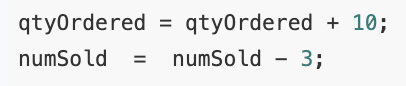 qtyOrdered = qtyOrdered + 10;
numSold  =  numSold − 3;